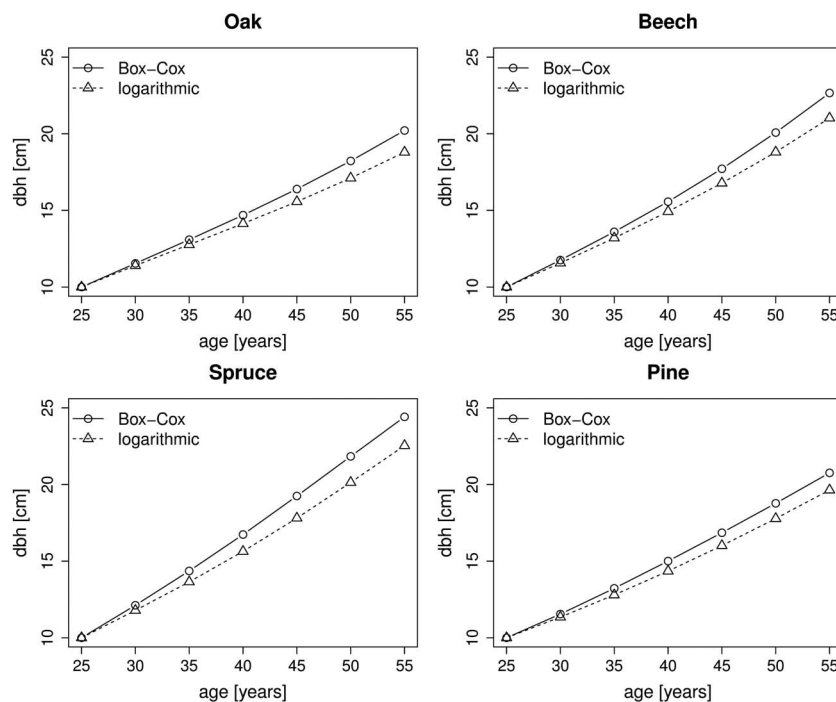 Oak
25
20
15
10
dbh [cm]
Box−Cox
logarithmic
25 30 35 40 45 50 55
age [years]
Beech
25
20
15
10
dbh [cm]
Box−Cox
logarithmic
25 30 35 40 45 50 55
age [years]
Spruce
25
20
15
10
dbh [cm]
Box−Cox
logarithmic
25 30 35 40 45 50 55
age [years]
Pine
25
20
15
10
dbh [cm]
Box−Cox
logarithmic
25 30 35 40 45 50 55
age [years]